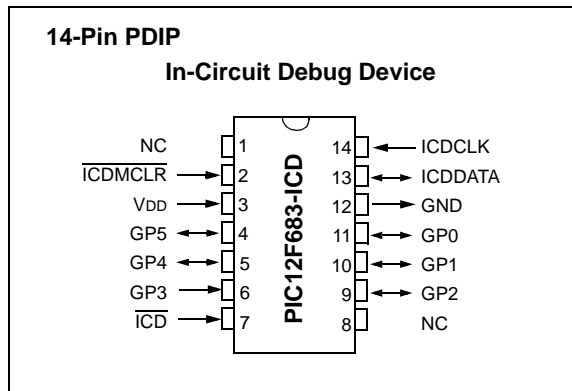 14-Pin PDIP
In-Circuit Debug Device
NC 1 14 ICDCLK
ICDMCLR 2 13 ICDDATA
VDD 3 12 GND
GP5 4 11 GP0
GP4 5 10 GP1
GP3 6 9 GP2
ICD 7 8 NC
PIC12F683-ICD